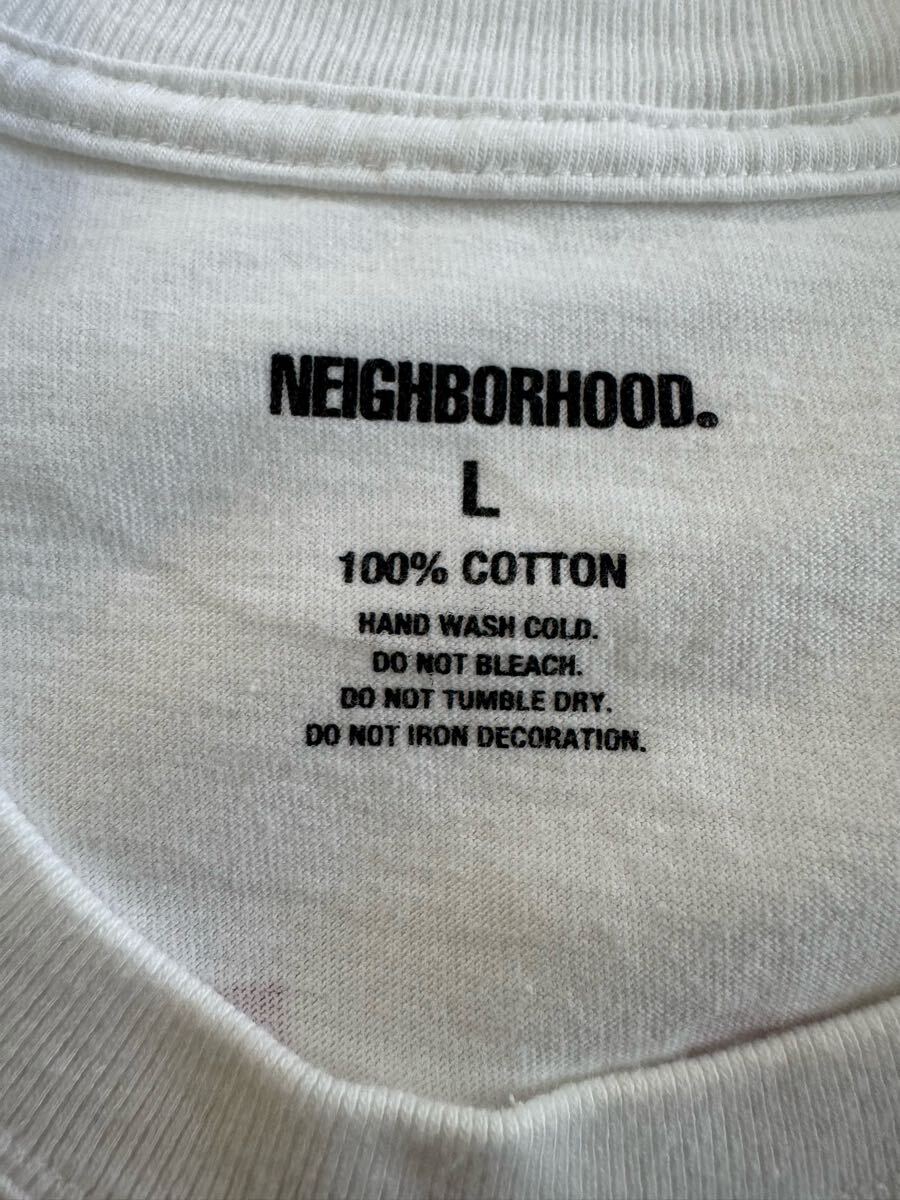 NEIGHBORHOOD®
L
100% COTTON
HAND WASH COLD.
DO NOT BLEACH.
DO NOT TUMBLE DRY.
DO NOT IRON DECORATION.